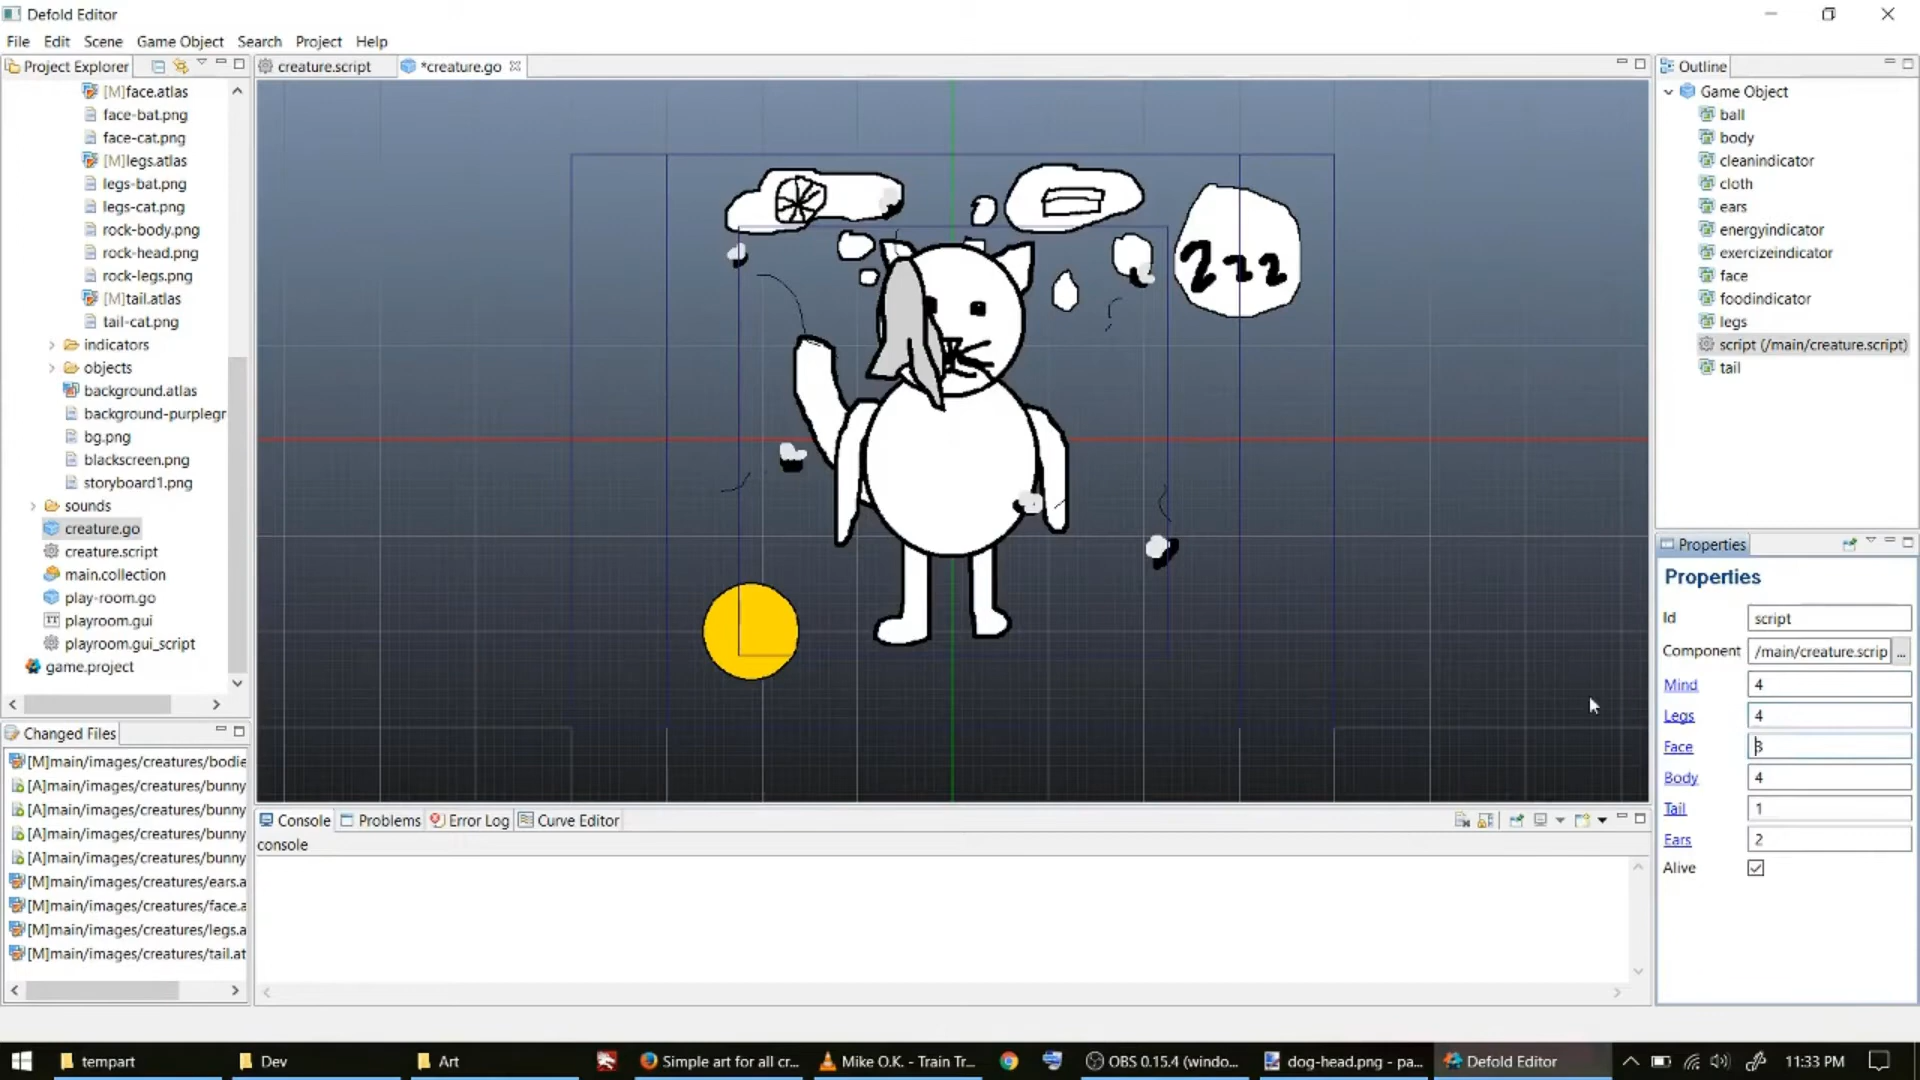 Defold Editor
File Edit Scene Game Object Search Project Help
Project Explorer
[M]face.atlas
face-bat.png
face-cat.png
[M]legs.atlas
legs-bat.png
legs-cat.png
rock-body.png
rock-head.png
rock-legs.png
[M]tail.atlas
tail-cat.png
indicators
objects
background.atlas
background-purplegr
bg.png
blackscreen.png
storyboard1.png
sounds
creature.go
creature.script
main.collection
play-room.go
playroom.gui
playroom.gui_script
game.project
Changed Files
[M]main/images/creatures/bodie
[A]main/images/creatures/bunny
[A]main/images/creatures/bunny
[A]main/images/creatures/bunny
[A]main/images/creatures/bunny
[M]main/images/creatures/ears.a
[M]main/images/creatures/face.a
[M]main/images/creatures/legs.a
[M]main/images/creatures/tail.at
creature.script *creature.go
zzz
Console Problems Error Log Curve Editor
console
Outline
Game Object
ball
body
cleanindicator
cloth
ears
energyindicator
exercizeindicator
face
foodindicator
legs
script (/main/creature.script)
tail
Properties
Properties
Id script
Component /main/creature.scrip ...
Mind 4
Legs 4
Face 3
Body 4
Tail 1
Ears 2
Alive
tempart Dev Art Simple art for all cr... Mike O.K. - Train Tr... OBS 0.15.4 (windo... dog-head.png - pa... Defold Editor 11:33 PM